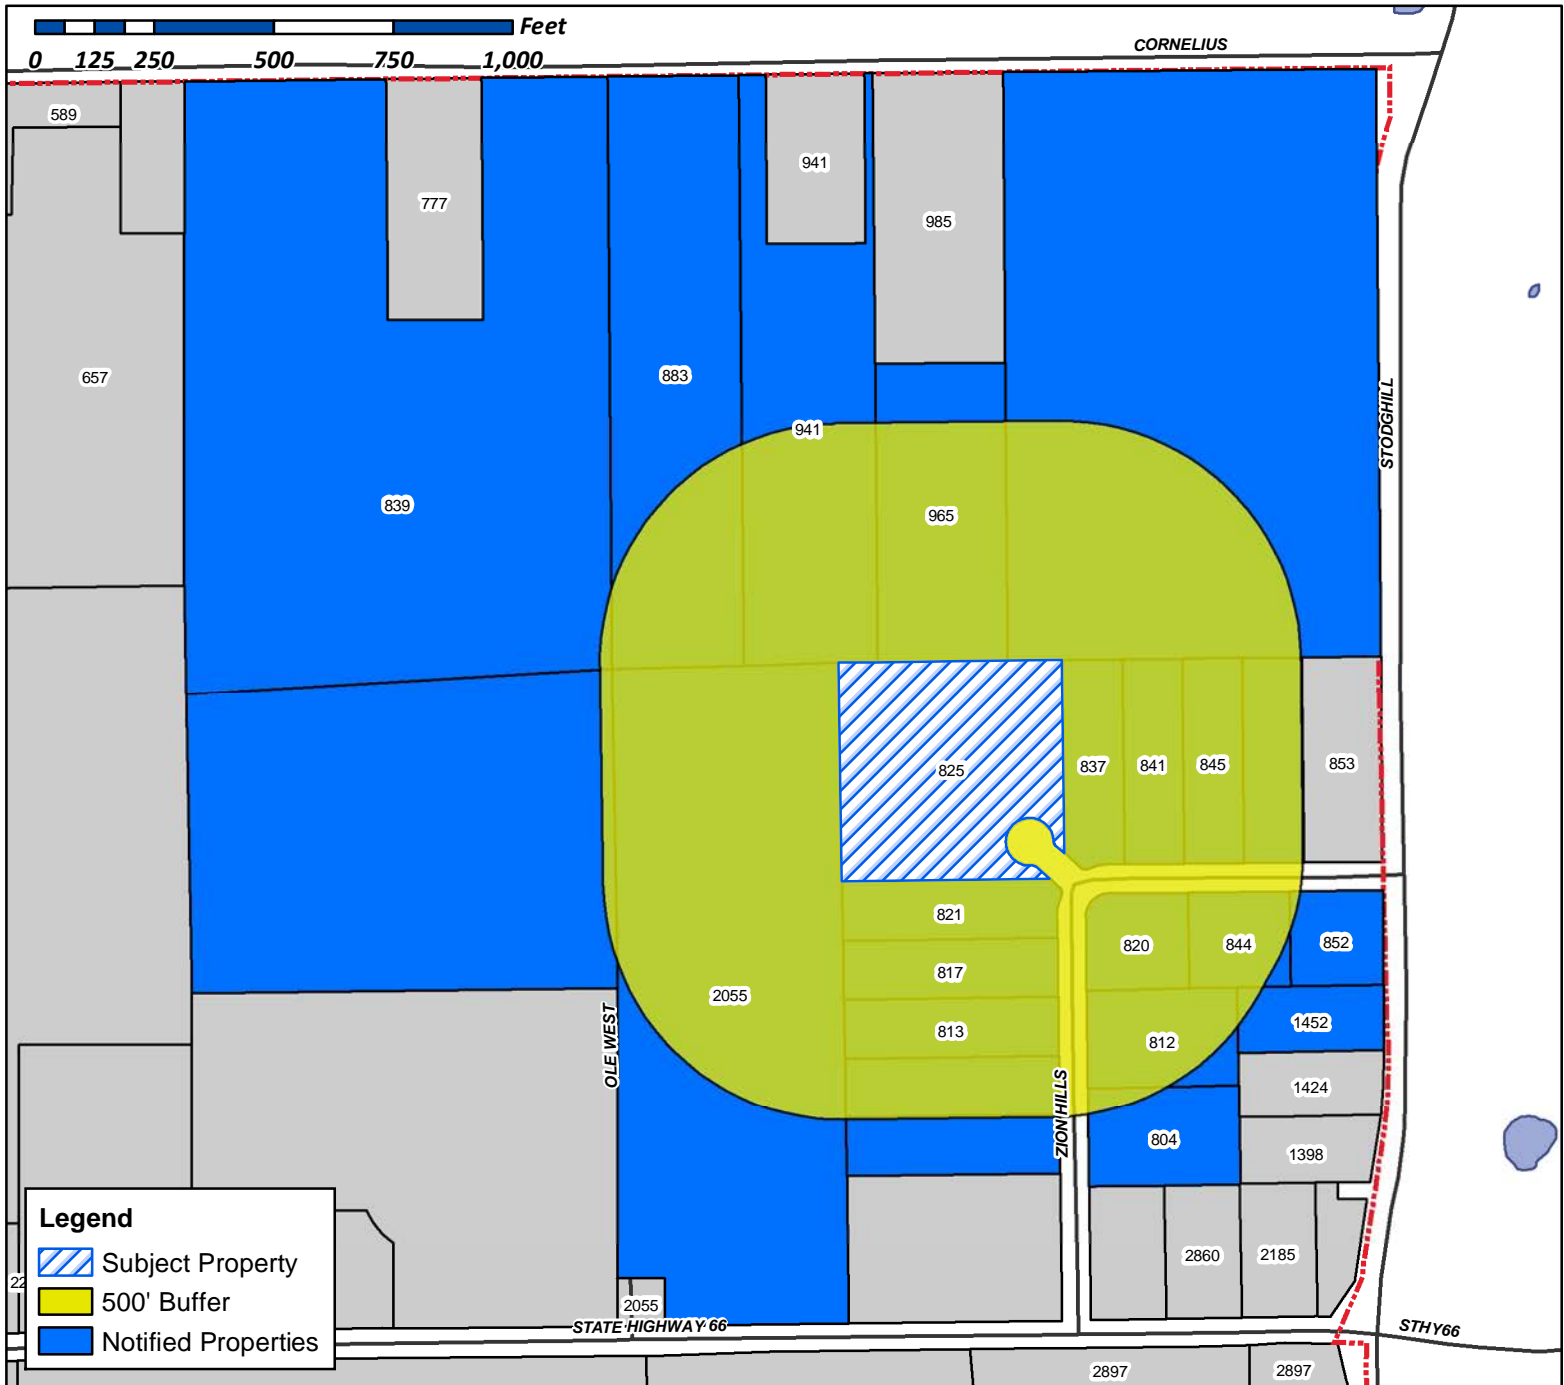 Feet
0 125 250 500 750 1,000
CORNELIUS
589
941
777
985
657
883
STODGHILL
941
839
965
825
837
841
845
853
821
820
844
852
817
2055
813
1452
812
OLE WEST
1424
ZION HILLS
804
1398
2860
2185
Legend
Subject Property
500' Buffer
Notified Properties
22
2055
STATE HIGHWAY 66
STHY66
2897
2897